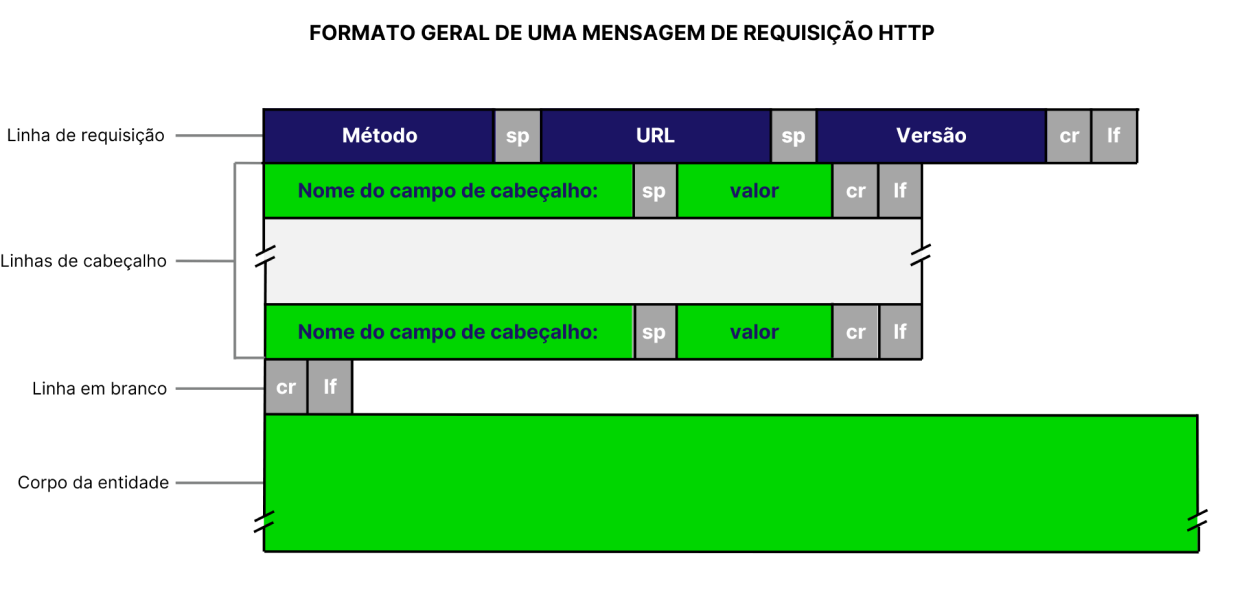 FORMATO GERAL DE UMA MENSAGEM DE REQUISIÇÃO HTTP
Linha de requisição Método sp URL sp Versão cr lf
Nome do campo de cabeçalho: sp valor cr lf
Linhas de cabeçalho
Nome do campo de cabeçalho: sp valor cr lf
Linha em branco cr lf
Corpo da entidade